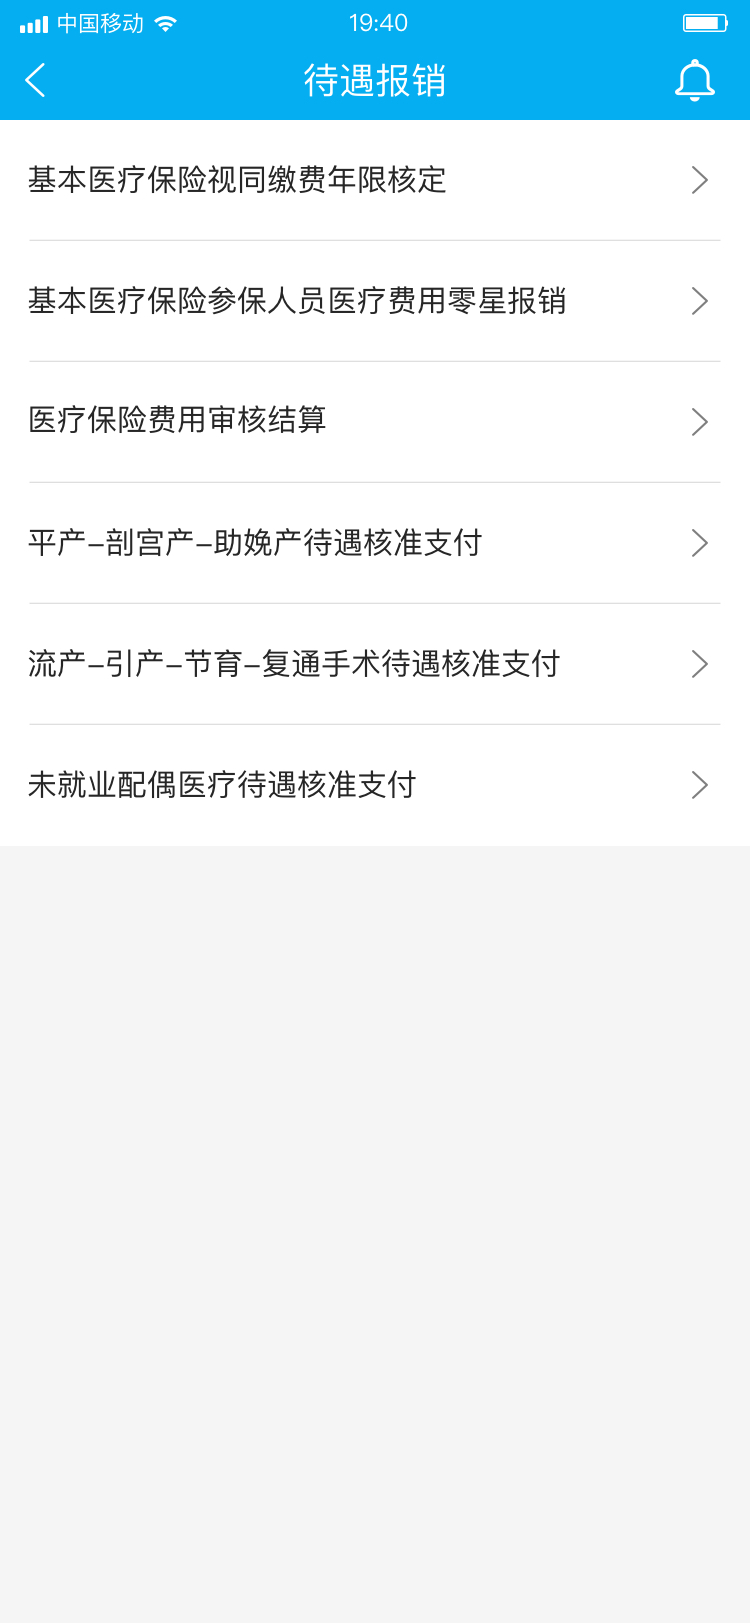 中国移动 19:40
待遇报销
基本医疗保险视同缴费年限核定
基本医疗保险参保人员医疗费用零星报销
医疗保险费用审核结算
平产-剖宫产-助娩产待遇核准支付
流产-引产-节育-复通手术待遇核准支付
未就业配偶医疗待遇核准支付